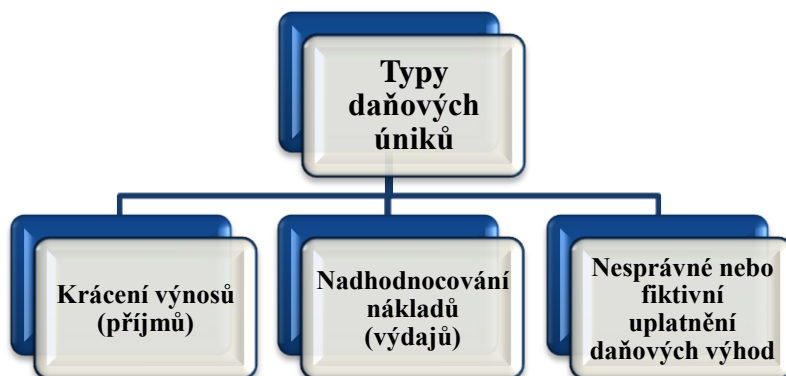 Typy
daňových
úniků
Krácení výnosů
(příjmů)
Nadhodnocování
nákladů
(výdajů)
Nesprávné nebo
fiktivní
uplatnění
daňových výhod